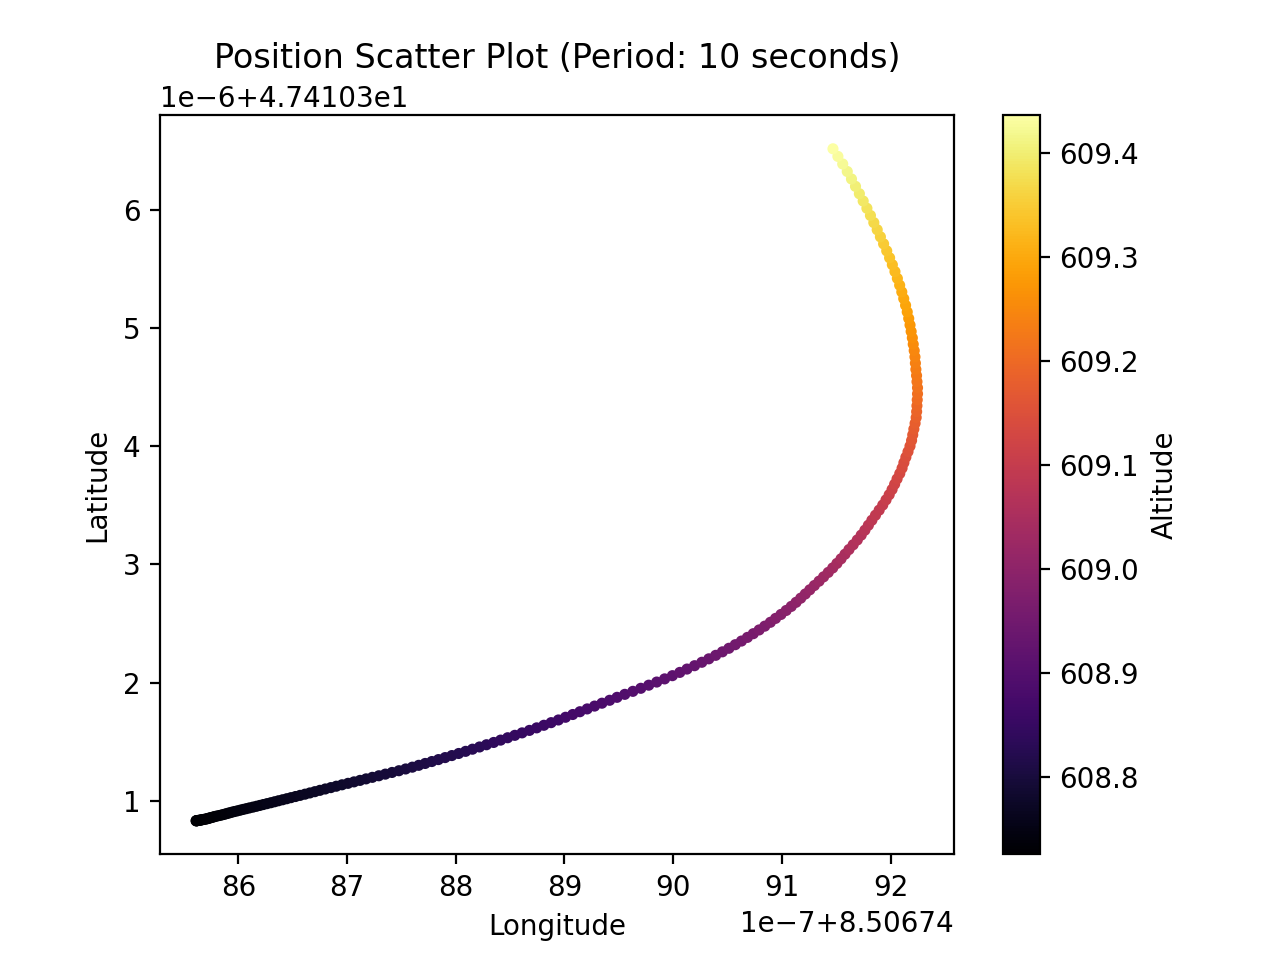 Position Scatter Plot (Period: 10 seconds)
1e−6+4.74103e1
6
5
4
3
2
1
Latitude
86 87 88 89 90 91 92
Longitude
1e−7+8.50674
609.4
609.3
609.2
609.1
609.0
608.9
608.8
Altitude